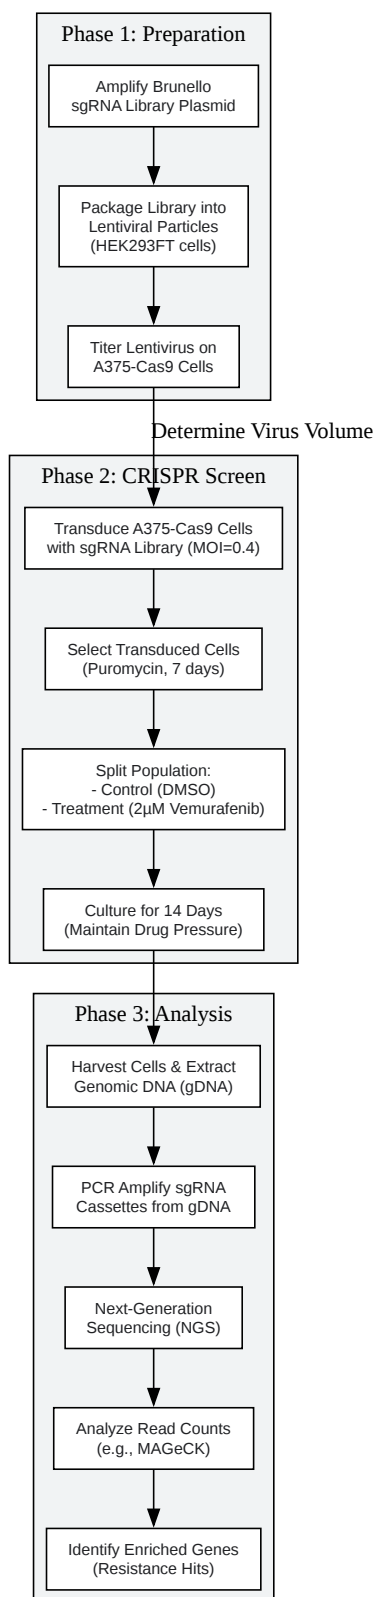 Phase 1: Preparation
Amplify Brunello
sgRNA Library Plasmid
Package Library into
Lentiviral Particles
(HEK293FT cells)
Titer Lentivirus on
A375-Cas9 Cells
Determine Virus Volume
Phase 2: CRISPR Screen
Transduce A375-Cas9 Cells
with sgRNA Library (MOI=0.4)
Select Transduced Cells
(Puromycin, 7 days)
Split Population:
- Control (DMSO)
- Treatment (2µM Vemurafenib)
Culture for 14 Days
(Maintain Drug Pressure)
Phase 3: Analysis
Harvest Cells & Extract
Genomic DNA (gDNA)
PCR Amplify sgRNA
Cassettes from gDNA
Next-Generation
Sequencing (NGS)
Analyze Read Counts
(e.g., MAGeCK)
Identify Enriched Genes
(Resistance Hits)